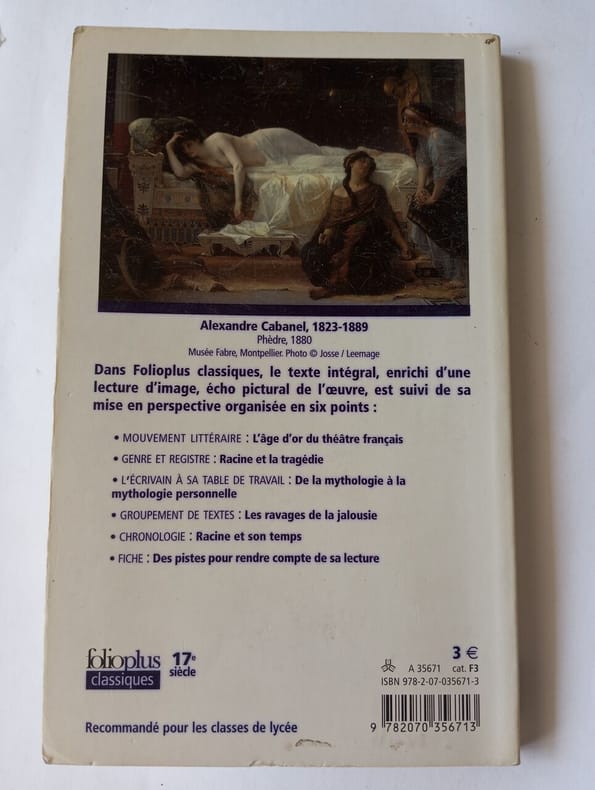 Alexandre Cabanel, 1823-1889
Phèdre, 1880
Musée Fabre, Montpellier. Photo © Josse / Leemage
Dans Folioplus classiques, le texte intégral, enrichi d'une
lecture d'image, écho pictural de l'œuvre, est suivi de sa
mise en perspective organisée en six points :
• MOUVEMENT LITTÉRAIRE : L'âge d'or du théâtre français
• GENRE ET REGISTRE : Racine et la tragédie
• L'ÉCRIVAIN À SA TABLE DE TRAVAIL : De la mythologie à la
mythologie personnelle
• GROUPEMENT DE TEXTES : Les ravages de la jalousie
• CHRONOLOGIE : Racine et son temps
• FICHE : Des pistes pour rendre compte de sa lecture
folioplus
classiques
17e
siècle
3 €
A 35671 cat. F3
ISBN 978-2-07-035671-3
9 782070 356713
Recommandé pour les classes de lycée